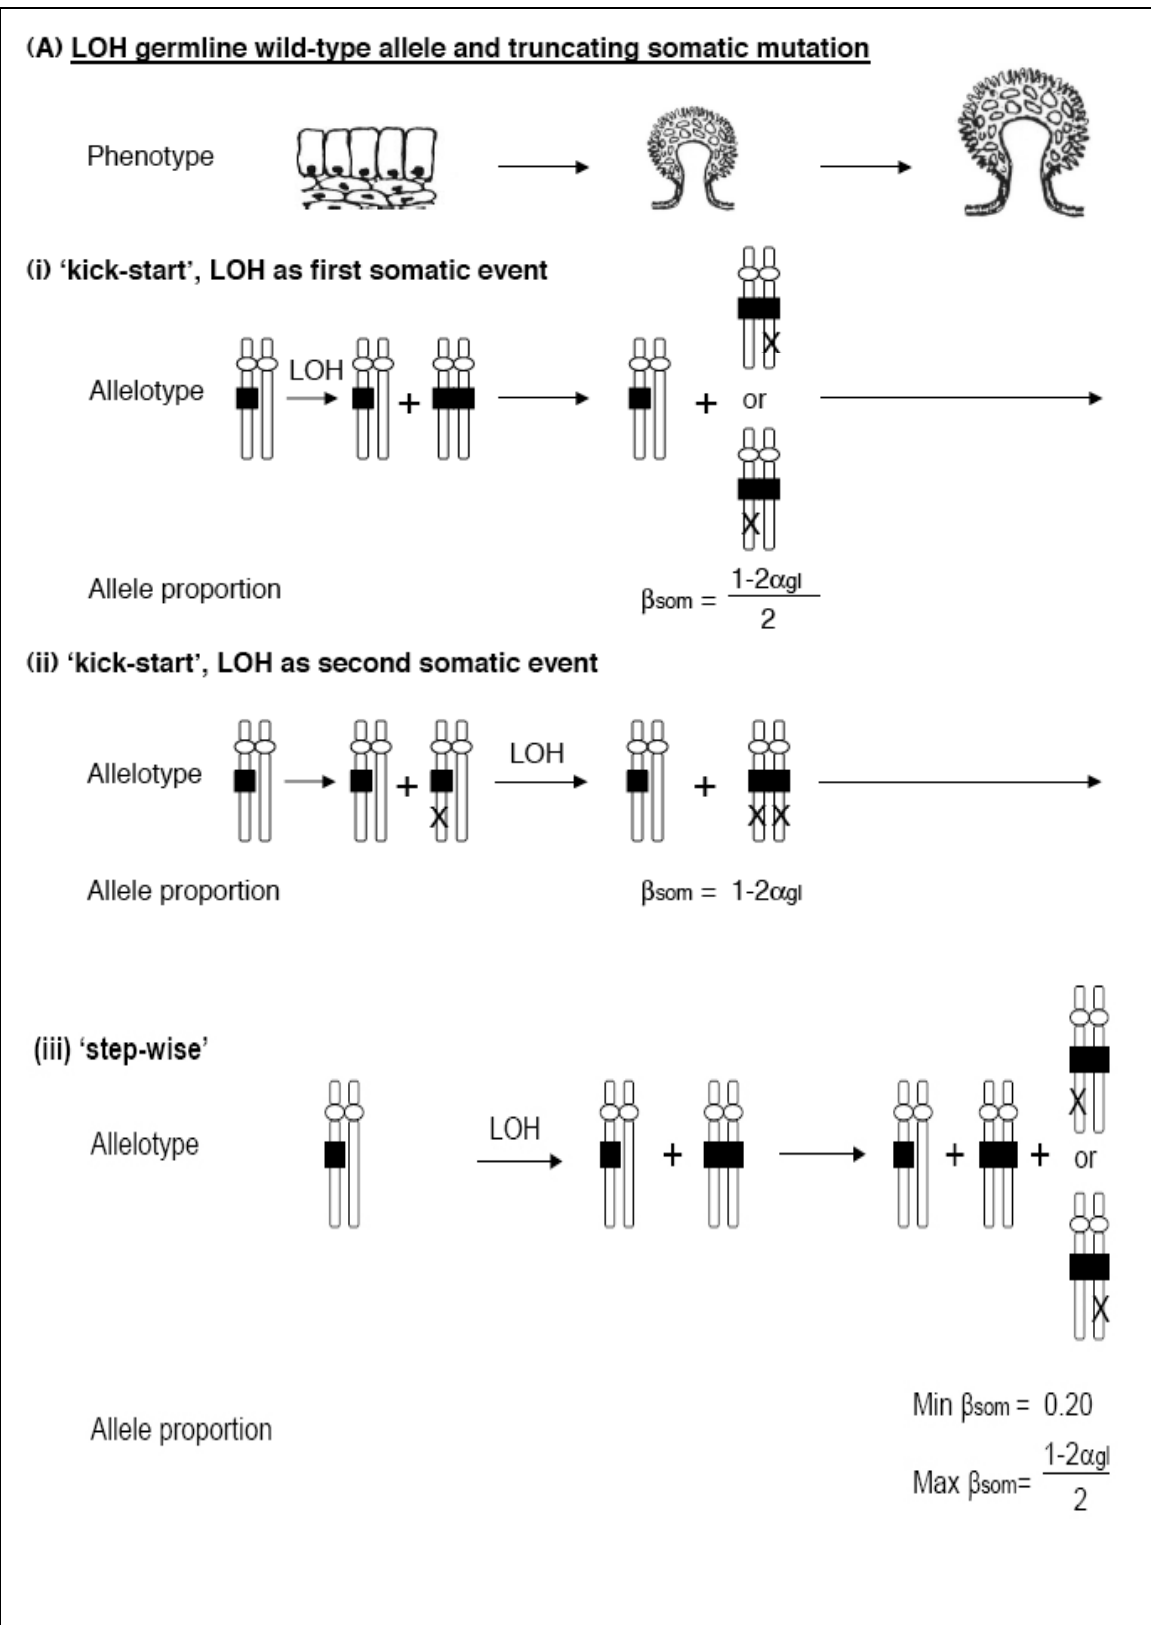 (A) LOH germline wild-type allele and truncating somatic mutation
Phenotype
(i) ‘kick-start’, LOH as first somatic event
X
Allelotype LOH + + or
X
Allele proportion βsom = 1-2αgl
2
(ii) ‘kick-start’, LOH as second somatic event
Allelotype + LOH +
X X X
Allele proportion βsom = 1-2αgl
(iii) ‘step-wise’
X
Allelotype LOH + + + or
X
Min βsom = 0.20
Allele proportion
Max βsom= 1-2αgl
2